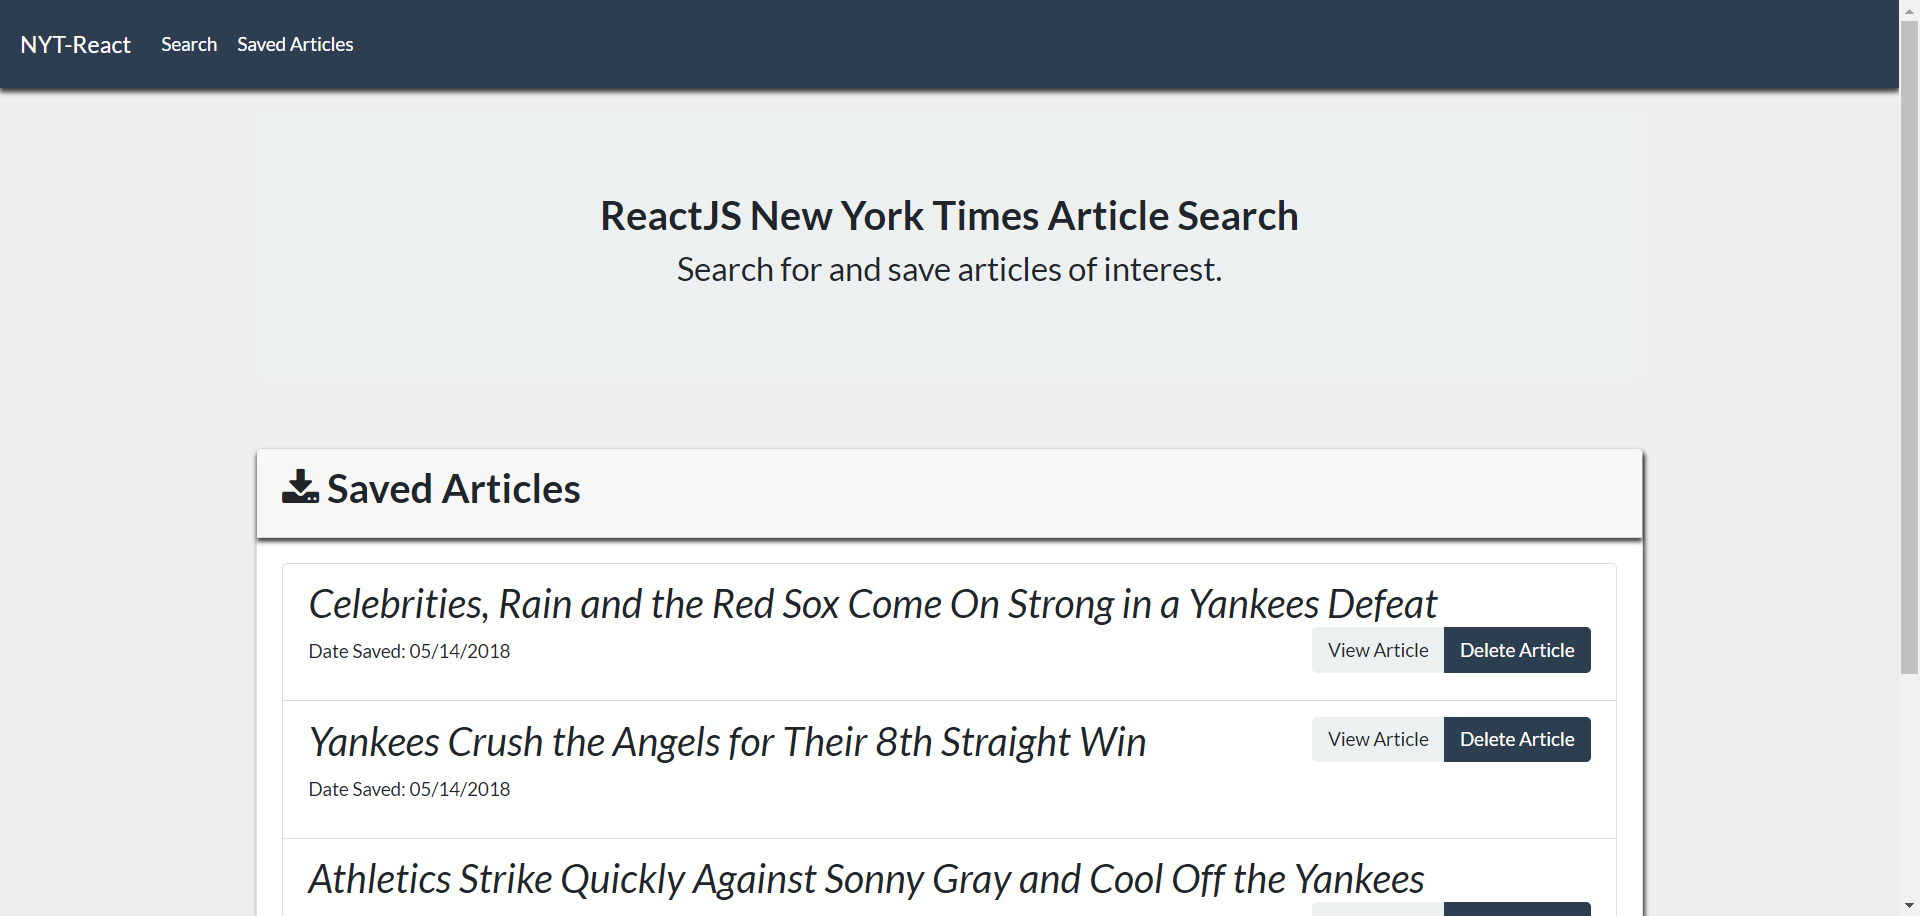 NYT-React Search Saved Articles
ReactJS New York Times Article Search
Search for and save articles of interest.
Saved Articles
Celebrities, Rain and the Red Sox Come On Strong in a Yankees Defeat
Date Saved: 05/14/2018 View Article Delete Article
Yankees Crush the Angels for Their 8th Straight Win View Article Delete Article
Date Saved: 05/14/2018
Athletics Strike Quickly Against Sonny Gray and Cool Off the Yankees